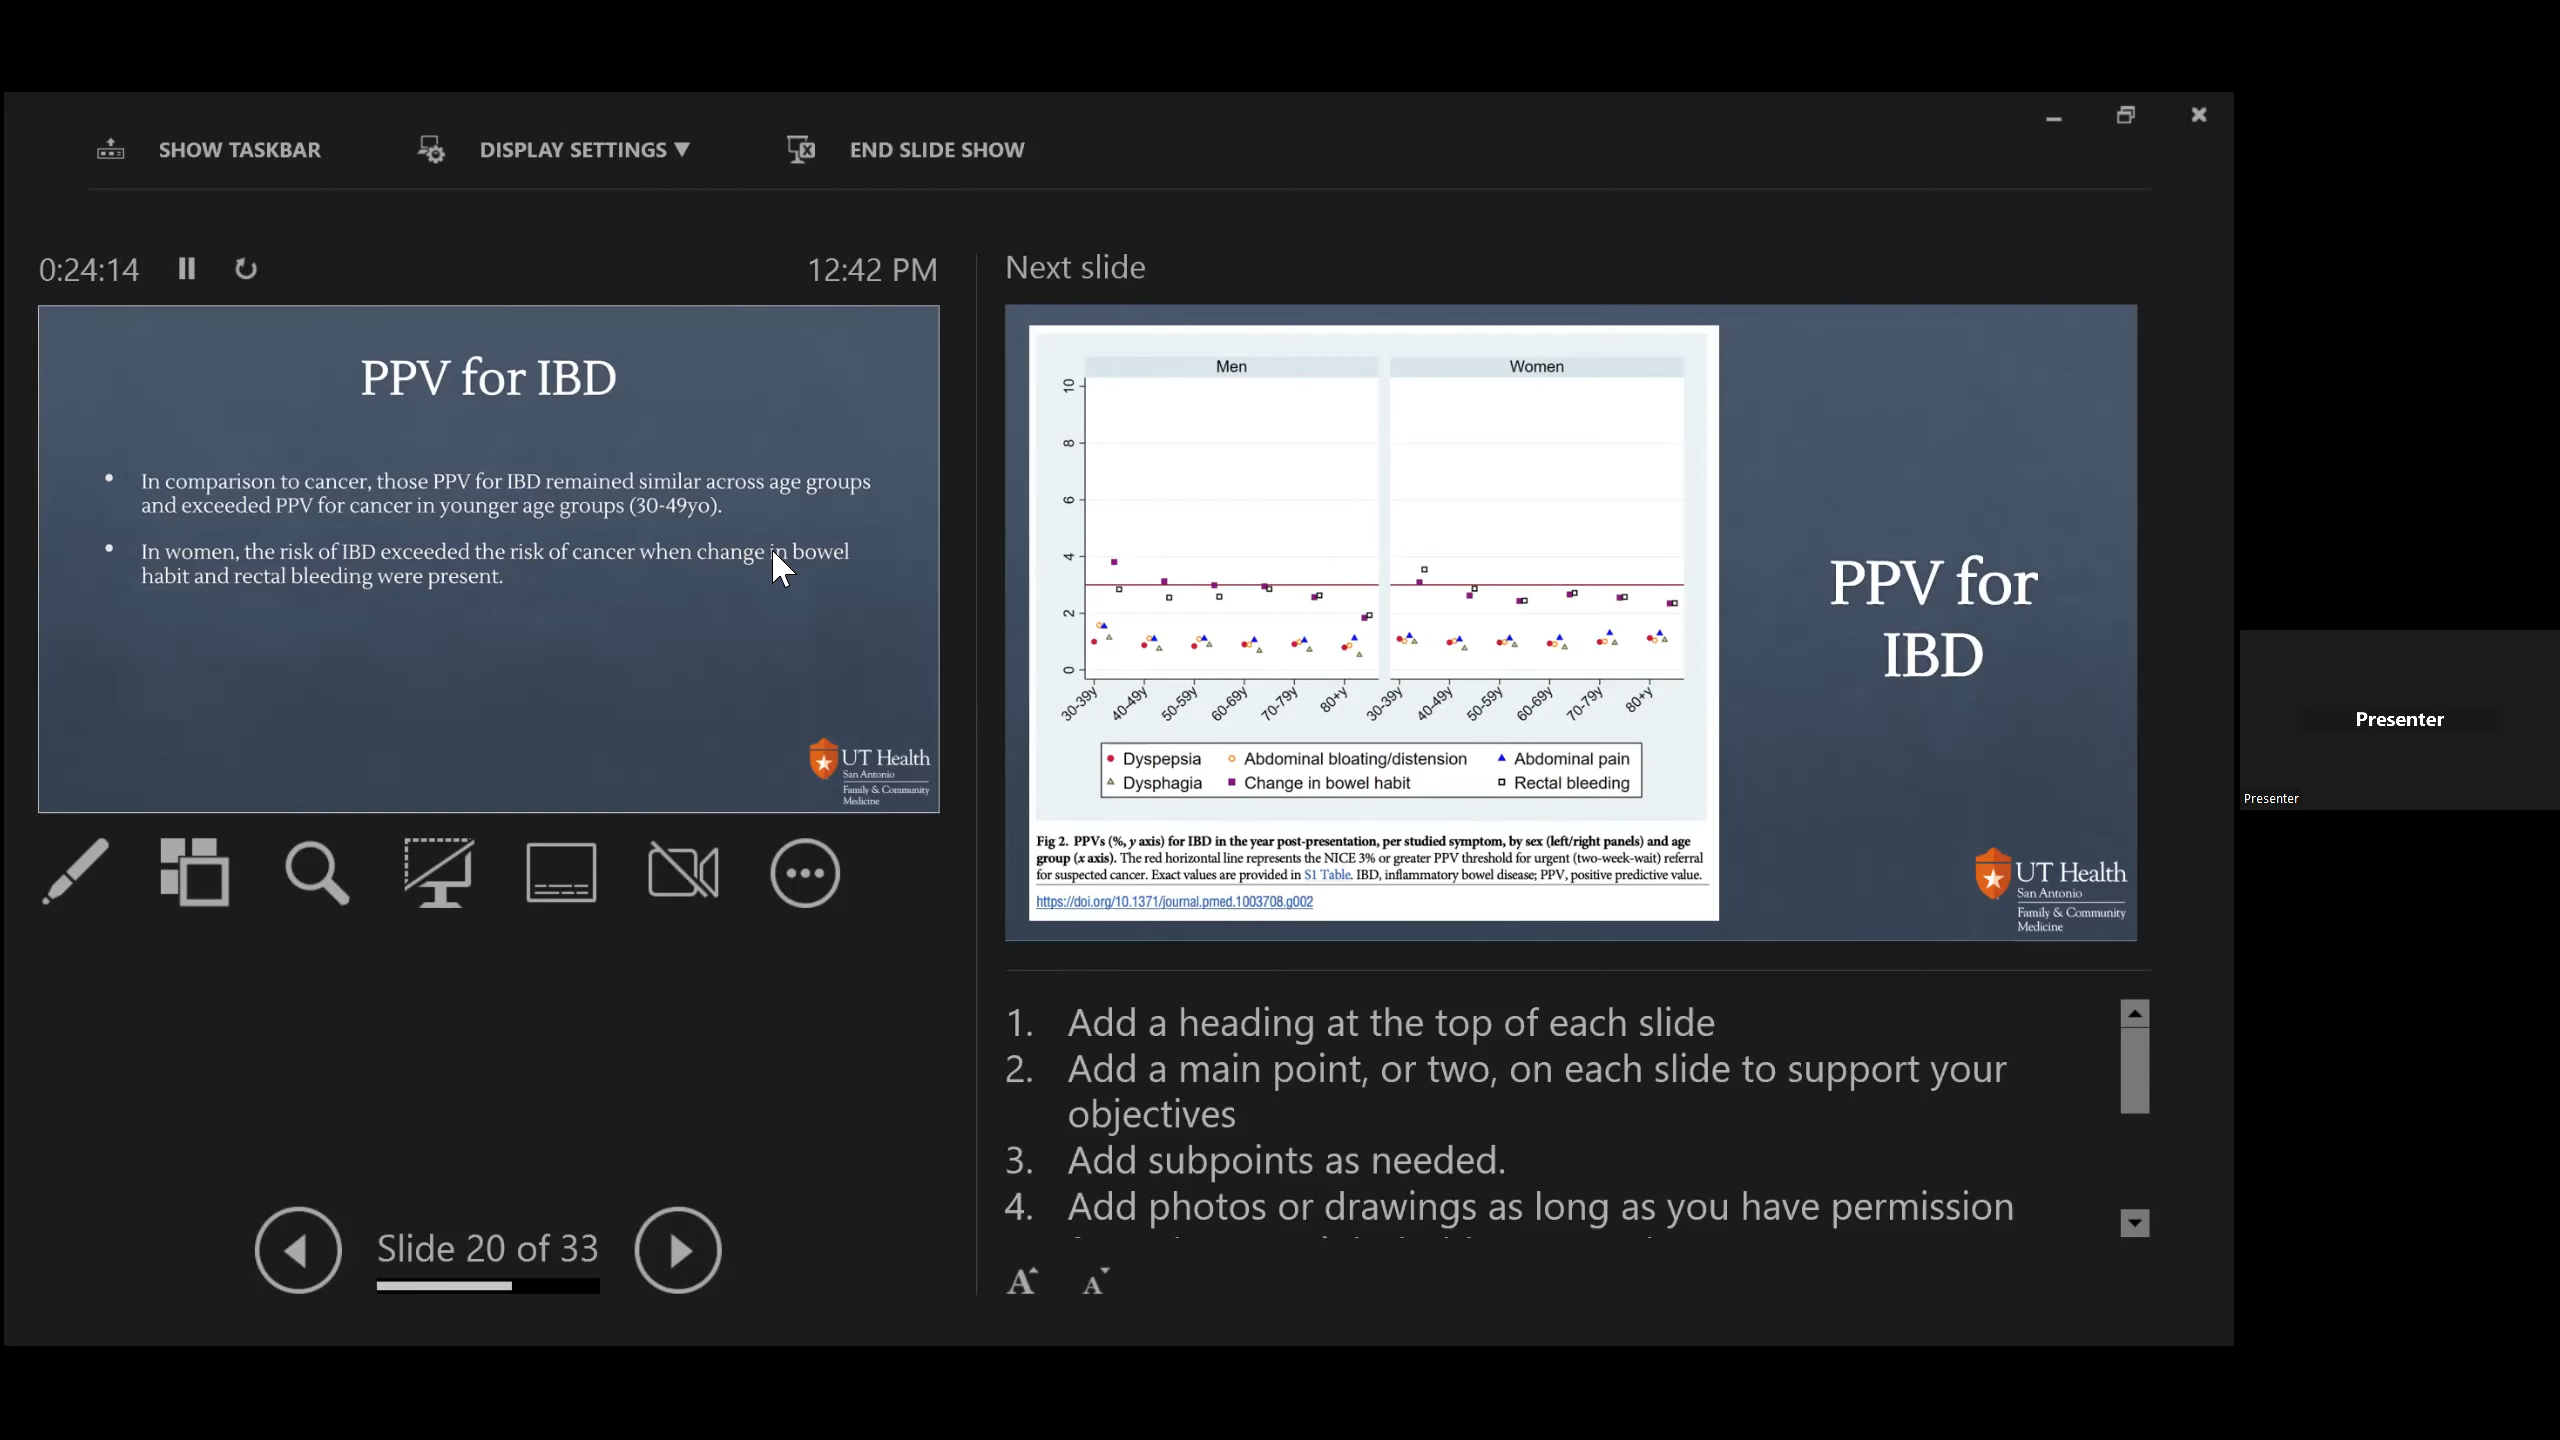 SHOW TASKBAR
DISPLAY SETTINGS ▼
END SLIDE SHOW
0:24:14
12:42 PM
PPV for IBD
• In comparison to cancer, those PPV for IBD remained similar across age groups
and exceeded PPV for cancer in younger age groups (30-49yo).
• In women, the risk of IBD exceeded the risk of cancer when change in bowel
habit and rectal bleeding were present.
UT Health
San Antonio
Family & Community
Medicine
Slide 20 of 33
Next slide
Men
Women
10
8
6
4
2
0
30-39y
40-49y
50-59y
60-69y
70-79y
80+y
30-39y
40-49y
50-59y
60-69y
70-79y
80+y
Dyspepsia
Abdominal bloating/distension
Abdominal pain
Dysphagia
Change in bowel habit
Rectal bleeding
Fig 2. PPVs (%, y axis) for IBD in the year post-presentation, per studied symptom, by sex (left/right panels) and age
group (x axis). The red horizontal line represents the NICE 3% or greater PPV threshold for urgent (two-week-wait) referral
for suspected cancer. Exact values are provided in S1 Table. IBD, inflammatory bowel disease; PPV, positive predictive value.
https://doi.org/10.1371/journal.pmed.1003708.g002
PPV for
IBD
UT Health
San Antonio
Family & Community
Medicine
1. Add a heading at the top of each slide
2. Add a main point, or two, on each slide to support your
objectives
3. Add subpoints as needed.
4. Add photos or drawings as long as you have permission
A
A
Presenter
Presenter